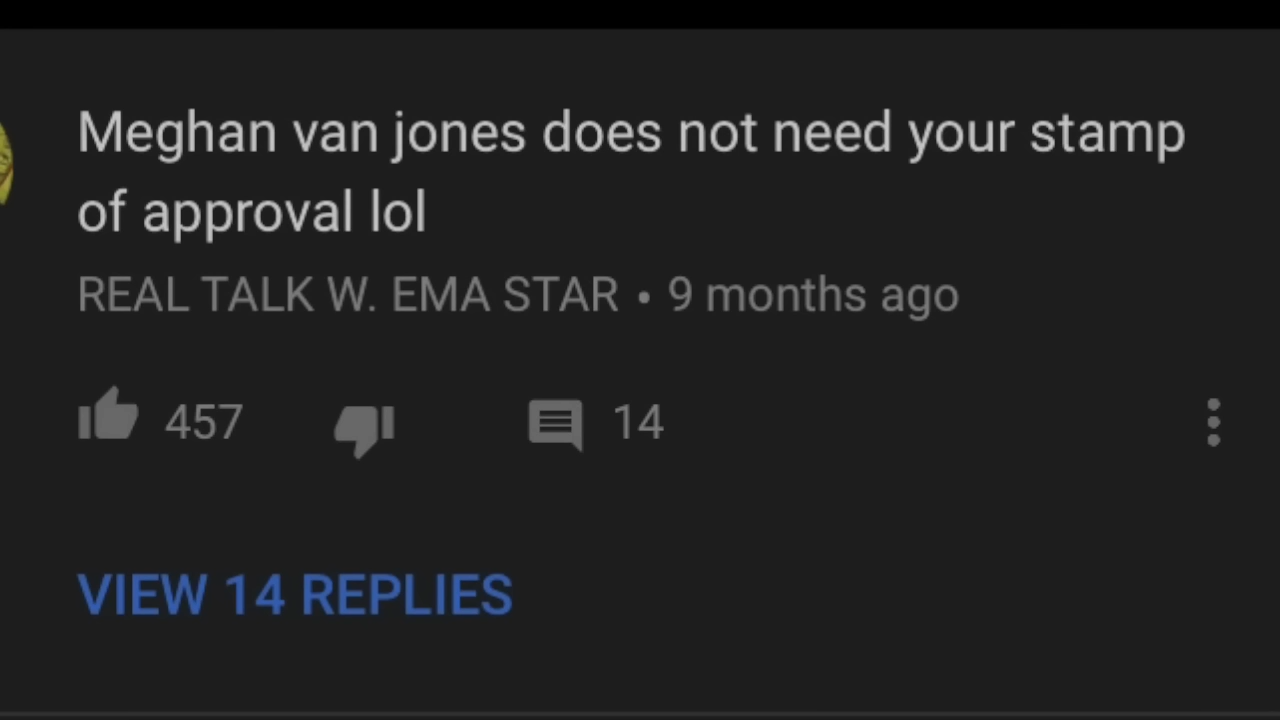 Meghan van jones does not need your stamp
of approval lol
REAL TALK W. EMA STAR • 9 months ago
457 14
VIEW 14 REPLIES